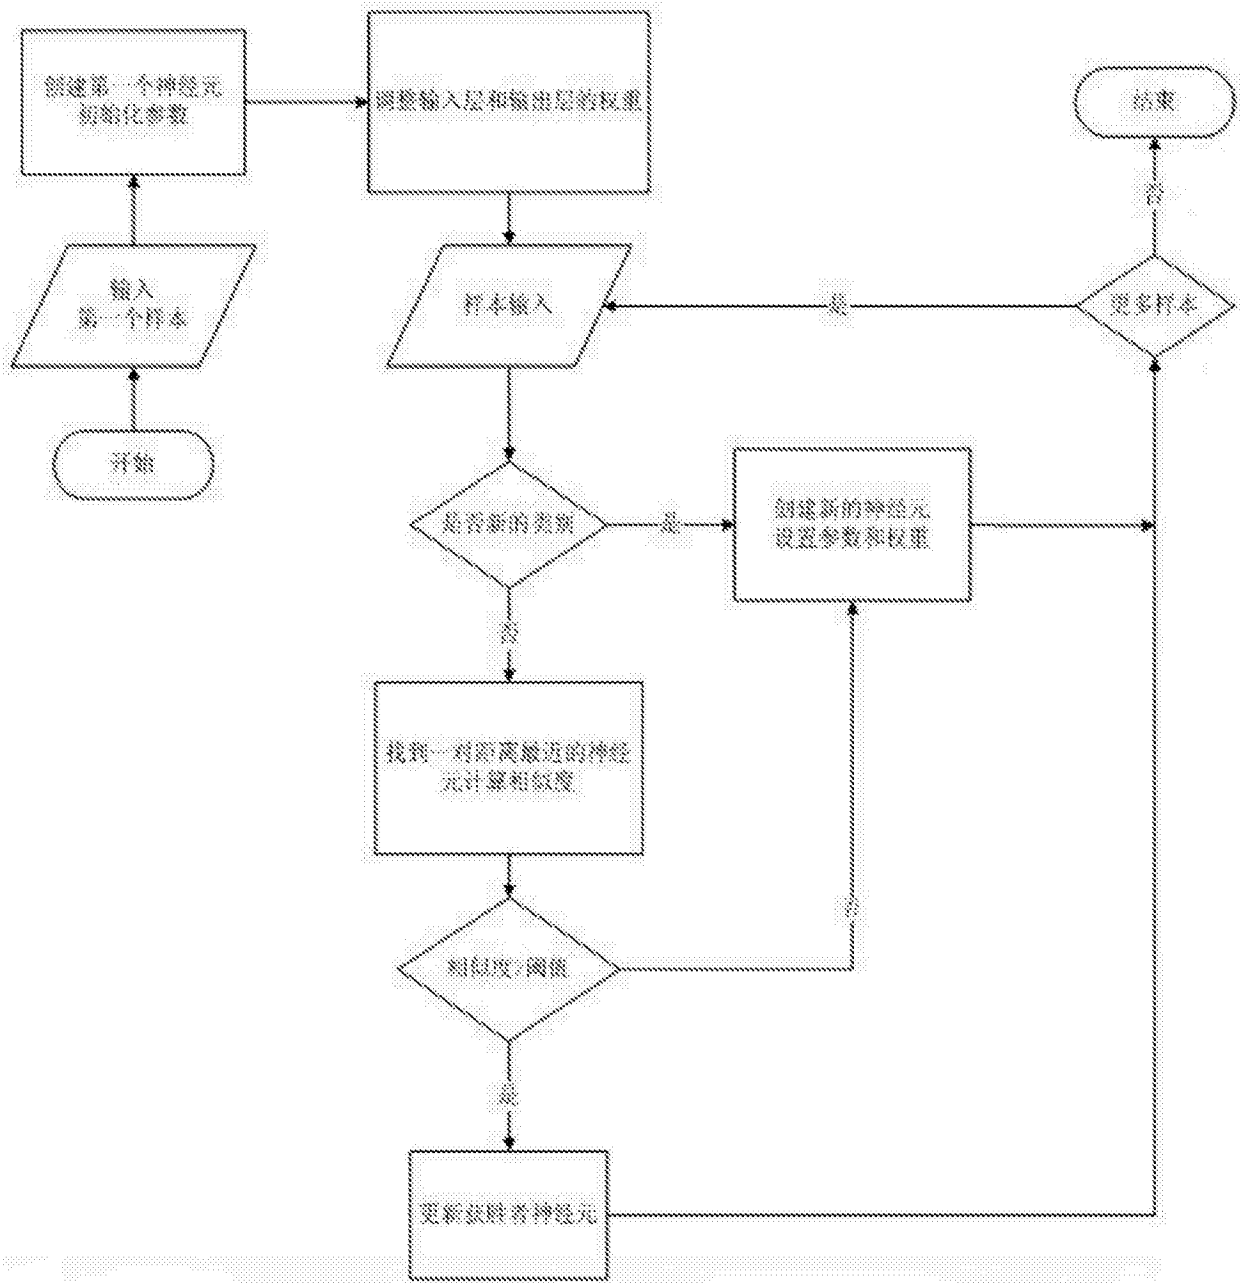 创建第一个神经元
初始化参数
调整输入层和输出层的权重
结束
否
输入
第一个样本
样本输入
是
更多样本
开始
是否新的类别
是
创建新的神经元
设置参数和权重
否
找到一对距离最近的神经
元计算相似度
否
相似度>阈值
是
更新获胜者神经元